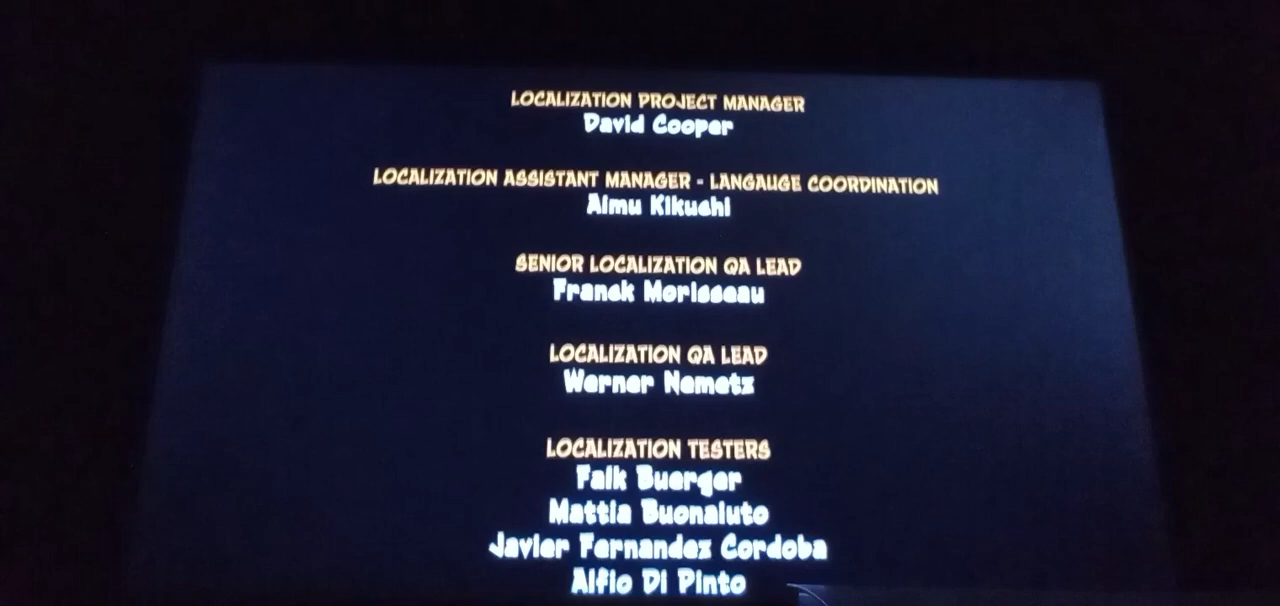 LOCALIZATION PROJECT MANAGER
David Cooper
LOCALIZATION ASSISTANT MANAGER - LANGAUGE COORDINATION
Aimu Kikuchi
SENIOR LOCALIZATION QA LEAD
Franck Morisseau
LOCALIZATION QA LEAD
Werner Nemetz
LOCALIZATION TESTERS
Falk Buerger
Mattia Buonaiuto
Javier Fernandez Cordoba
Alfio Di Pinto